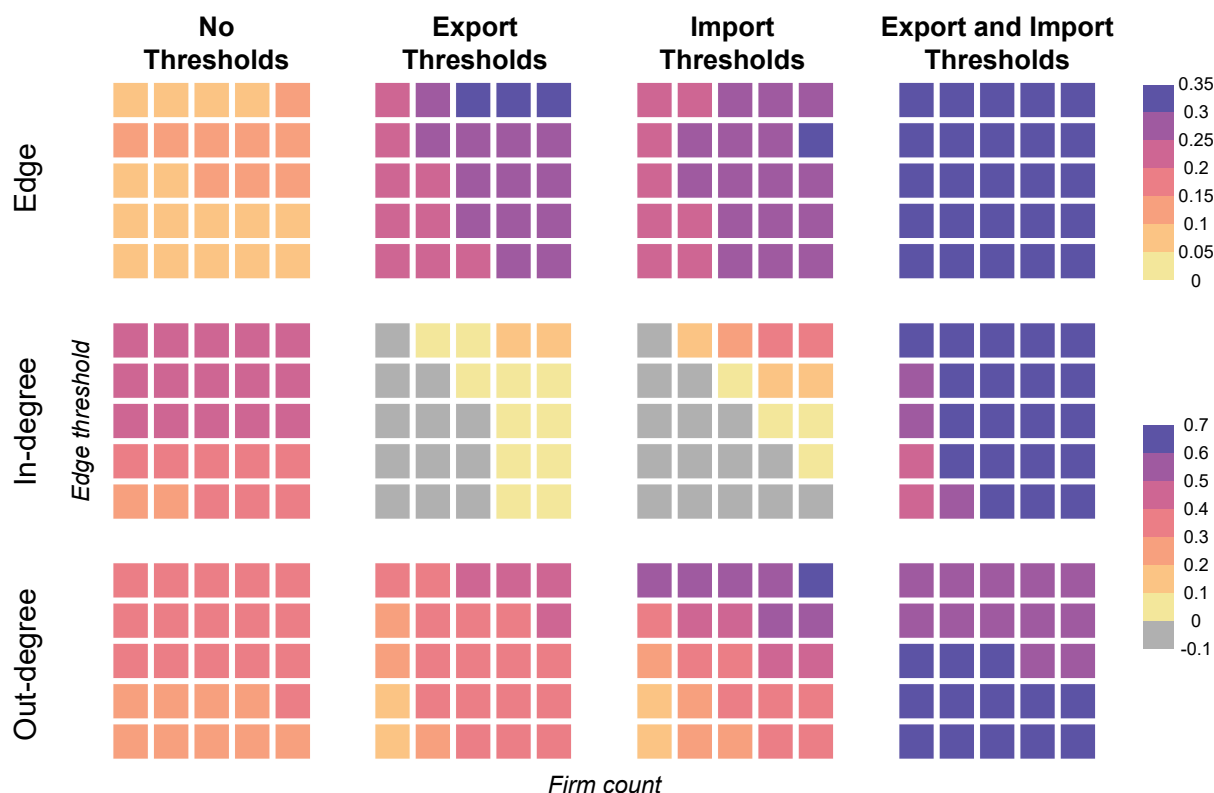 No
Thresholds
Export
Thresholds
Import
Thresholds
Export and Import
Thresholds
Edge
0.35
0.3
0.25
0.2
0.15
0.1
0.05
0
In-degree
Edge threshold
0.7
0.6
0.5
0.4
0.3
0.2
0.1
0
-0.1
Out-degree
Firm count